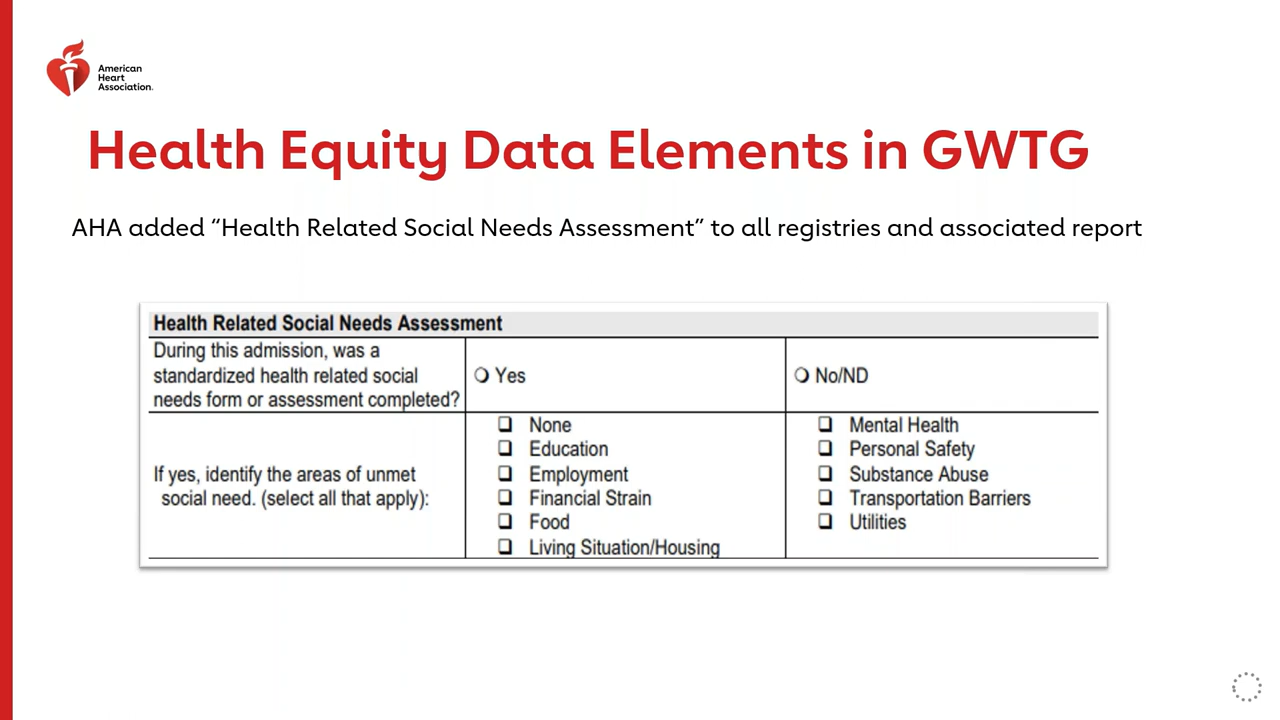 American
Heart
Association.
Health Equity Data Elements in GWTG
AHA added “Health Related Social Needs Assessment” to all registries and associated report
Health Related Social Needs Assessment
During this admission, was a
standardized health related social
needs form or assessment completed?
Yes
No/ND
If yes, identify the areas of unmet
social need. (select all that apply):
None
Education
Employment
Financial Strain
Food
Living Situation/Housing
Mental Health
Personal Safety
Substance Abuse
Transportation Barriers
Utilities